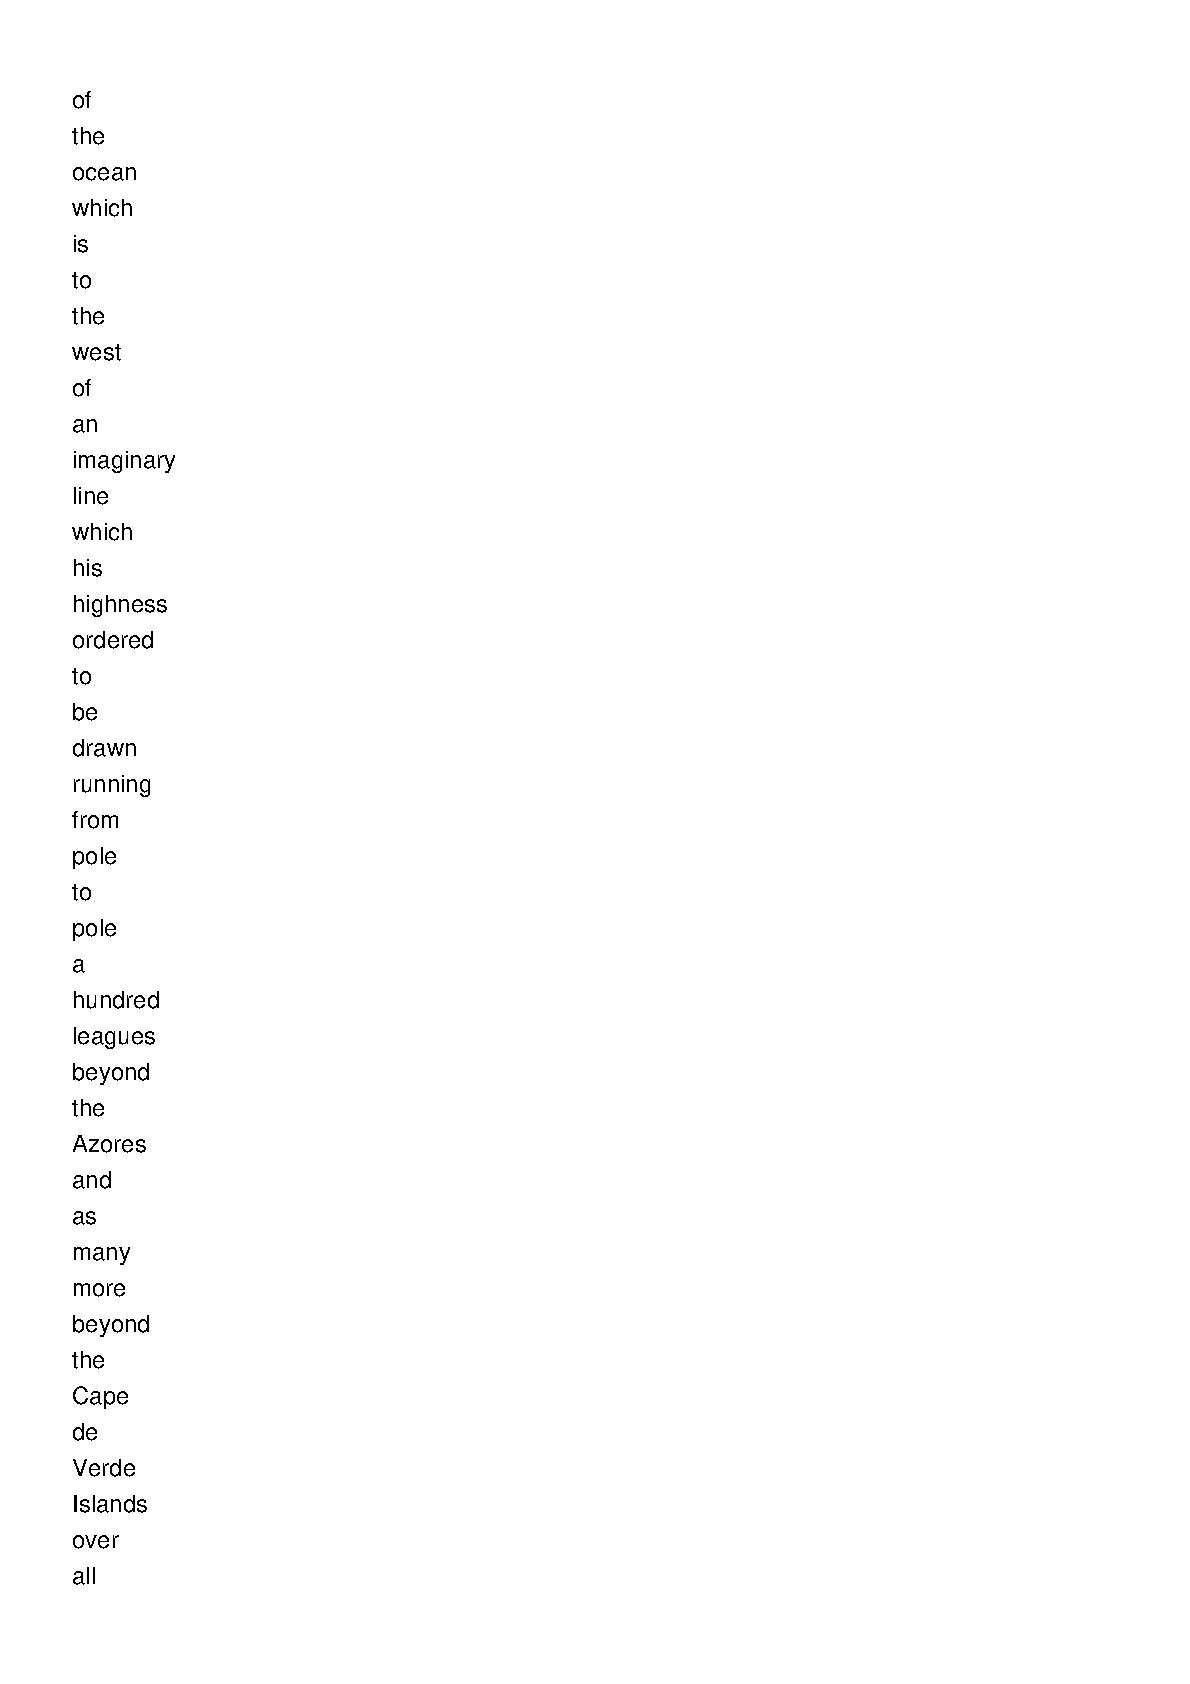 of
the
ocean
which
is
to
the
west
of
an
imaginary
line
which
his
highness
ordered
to
be
drawn
running
from
pole
to
pole
a
hundred
leagues
beyond
the
Azores
and
as
many
more
beyond
the
Cape
de
Verde
Islands
over
all